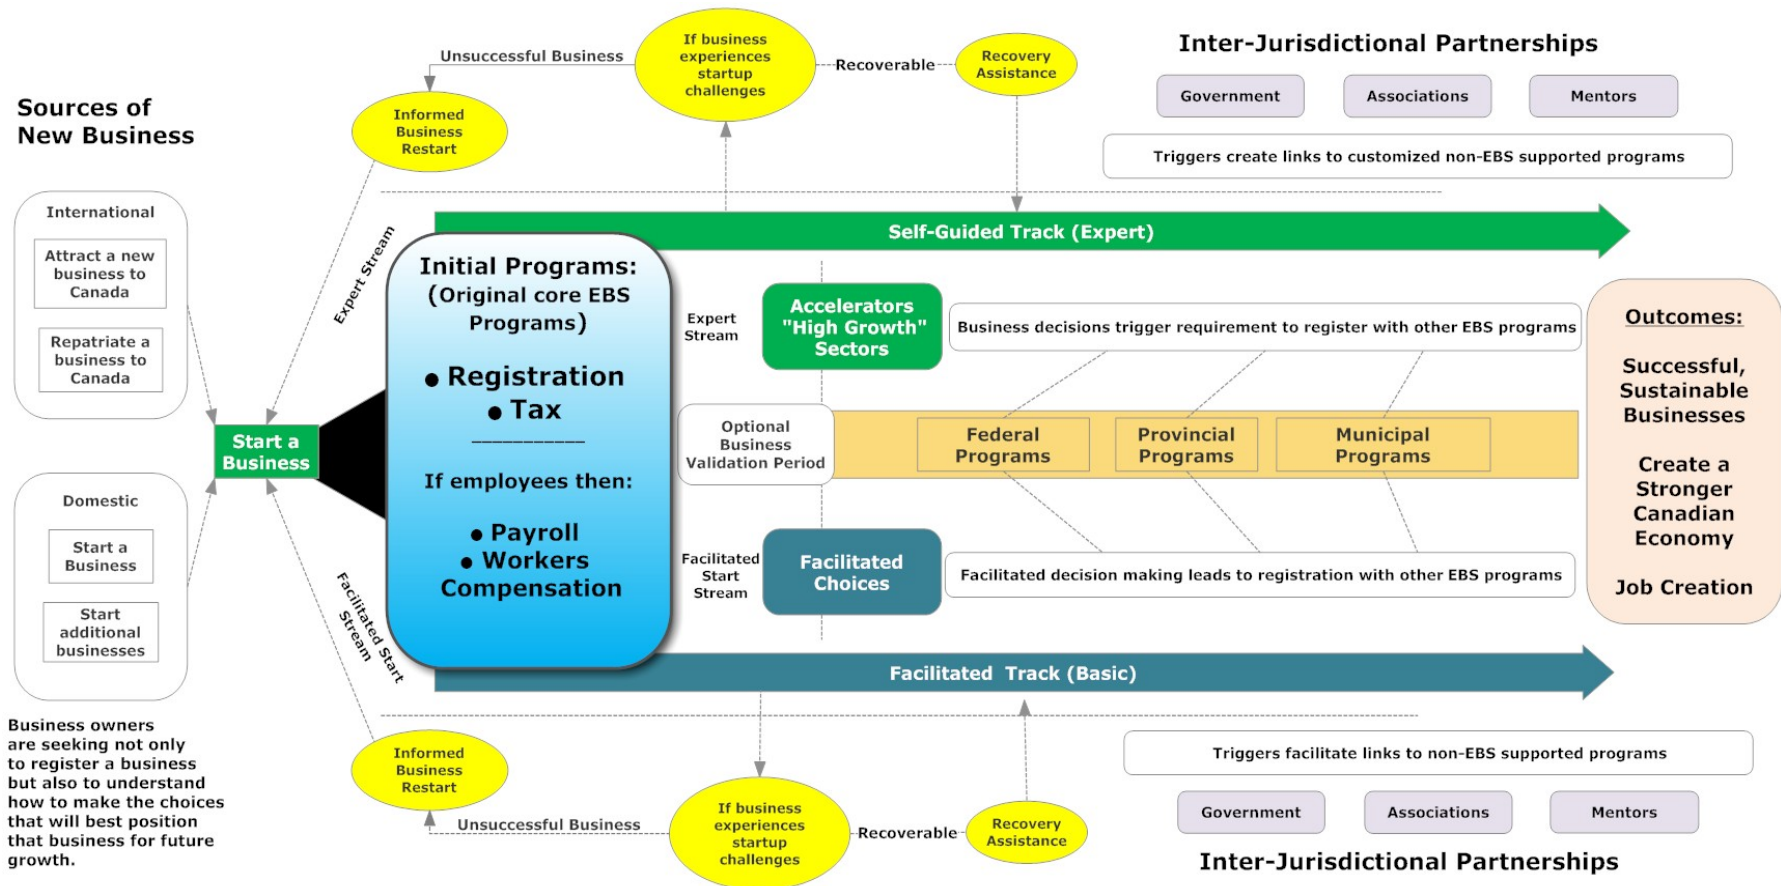 If business
experiences
startup
challenges
Unsuccessful Business
Recoverable
Recovery
Assistance
Informed
Business
Restart
Inter-Jurisdictional Partnerships
Government
Associations
Mentors
Triggers create links to customized non-EBS supported programs
Sources of
New Business
International
Attract a new
business to
Canada
Repatriate a
business to
Canada
Start a
Business
Domestic
Start a
Business
Start
additional
businesses
Business owners
are seeking not only
to register a business
but also to understand
how to make the choices
that will best position
that business for future
growth.
Expert Stream
Facilitated Start
Stream
Self-Guided Track (Expert)
Initial Programs:
(Original core EBS
Programs)
● Registration
● Tax
___________
If employees then:
● Payroll
● Workers
Compensation
Expert
Stream
Accelerators
"High Growth"
Sectors
Business decisions trigger requirement to register with other EBS programs
Optional
Business
Validation Period
Federal
Programs
Provincial
Programs
Municipal
Programs
Facilitated
Start
Stream
Facilitated
Choices
Facilitated decision making leads to registration with other EBS programs
Outcomes:
Successful,
Sustainable
Businesses
Create a
Stronger
Canadian
Economy
Job Creation
Facilitated Track (Basic)
Informed
Business
Restart
Unsuccessful Business
If business
experiences
startup
challenges
Recoverable
Recovery
Assistance
Triggers facilitate links to non-EBS supported programs
Government
Associations
Mentors
Inter-Jurisdictional Partnerships